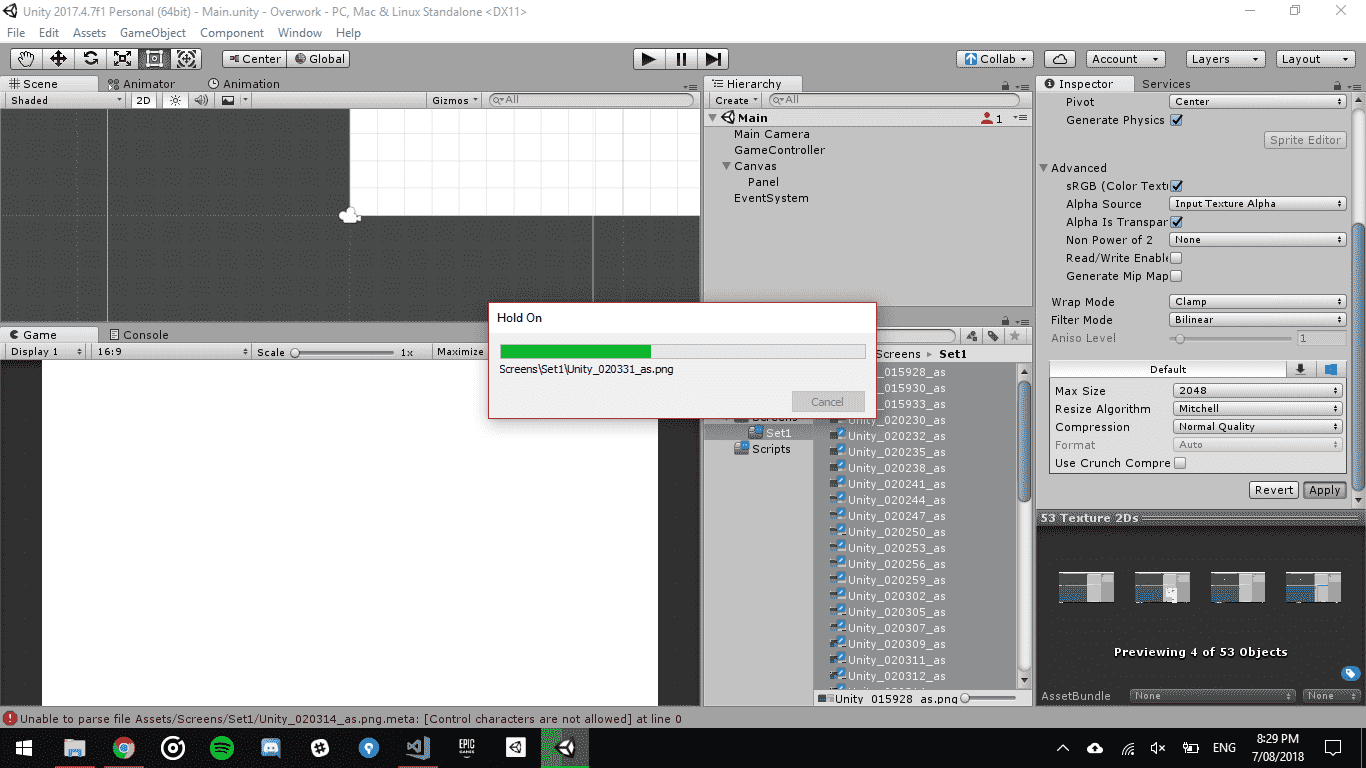 Unity 2017.4.7f1 Personal (64bit) - Main.unity - Overwork - PC, Mac & Linux Standalone <DX11>
File Edit Assets GameObject Component Window Help
Center Global Collab Account Layers Layout
Scene Animator Animation
Shaded 2D Gizmos All
Hierarchy
Create All
Main 1
Main Camera
GameController
Canvas
Panel
EventSystem
Inspector Services
Pivot Center
Generate Physics
Sprite Editor
Advanced
sRGB (Color Text
Alpha Source Input Texture Alpha
Alpha Is Transpar
Non Power of 2 None
Read/Write Enable
Generate Mip Map
Wrap Mode Clamp
Filter Mode Bilinear
Aniso Level 1
Default
Max Size 2048
Resize Algorithm Mitchell
Compression Normal Quality
Format Auto
Use Crunch Compre
Revert Apply
53 Texture 2Ds
Previewing 4 of 53 Objects
AssetBundle None None
Hold On
Screens\Set1\Unity_020331_as.png
Cancel
Game Console
Display 1 16:9 Scale 1x Maximize
Screens Set1
Screens
Set1
Scripts
_015928_as
_015930_as
_015933_as
_020230_as
Unity_020232_as
Unity_020235_as
Unity_020238_as
Unity_020241_as
Unity_020244_as
Unity_020247_as
Unity_020250_as
Unity_020253_as
Unity_020256_as
Unity_020259_as
Unity_020302_as
Unity_020305_as
Unity_020307_as
Unity_020309_as
Unity_020311_as
Unity_020312_as
Unity_015928_as.png
Unable to parse file Assets/Screens/Set1/Unity_020314_as.png.meta: [Control characters are not allowed] at line 0
EPIC GAMES
ENG
8:29 PM
7/08/2018